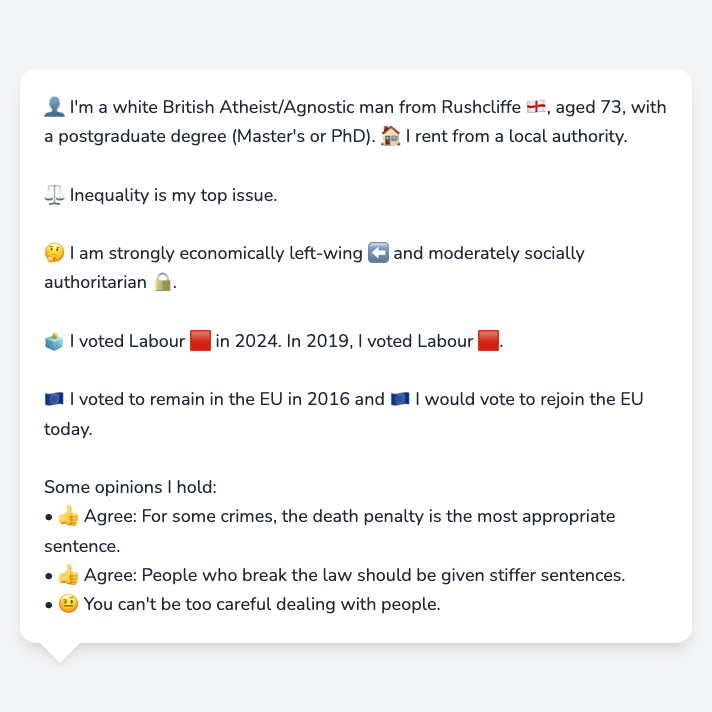 👤 I'm a white British Atheist/Agnostic man from Rushcliffe 🏴󠁧󠁢󠁥󠁮󠁧󠁿, aged 73, with
a postgraduate degree (Master's or PhD). 🏠 I rent from a local authority.
⚖️ Inequality is my top issue.
🤔 I am strongly economically left-wing ⬅️ and moderately socially
authoritarian 🔒.
🗳️ I voted Labour 🟥 in 2024. In 2019, I voted Labour 🟥.
🇪🇺 I voted to remain in the EU in 2016 and 🇪🇺 I would vote to rejoin the EU
today.
Some opinions I hold:
• 👍 Agree: For some crimes, the death penalty is the most appropriate
sentence.
• 👍 Agree: People who break the law should be given stiffer sentences.
• 🤨 You can't be too careful dealing with people.